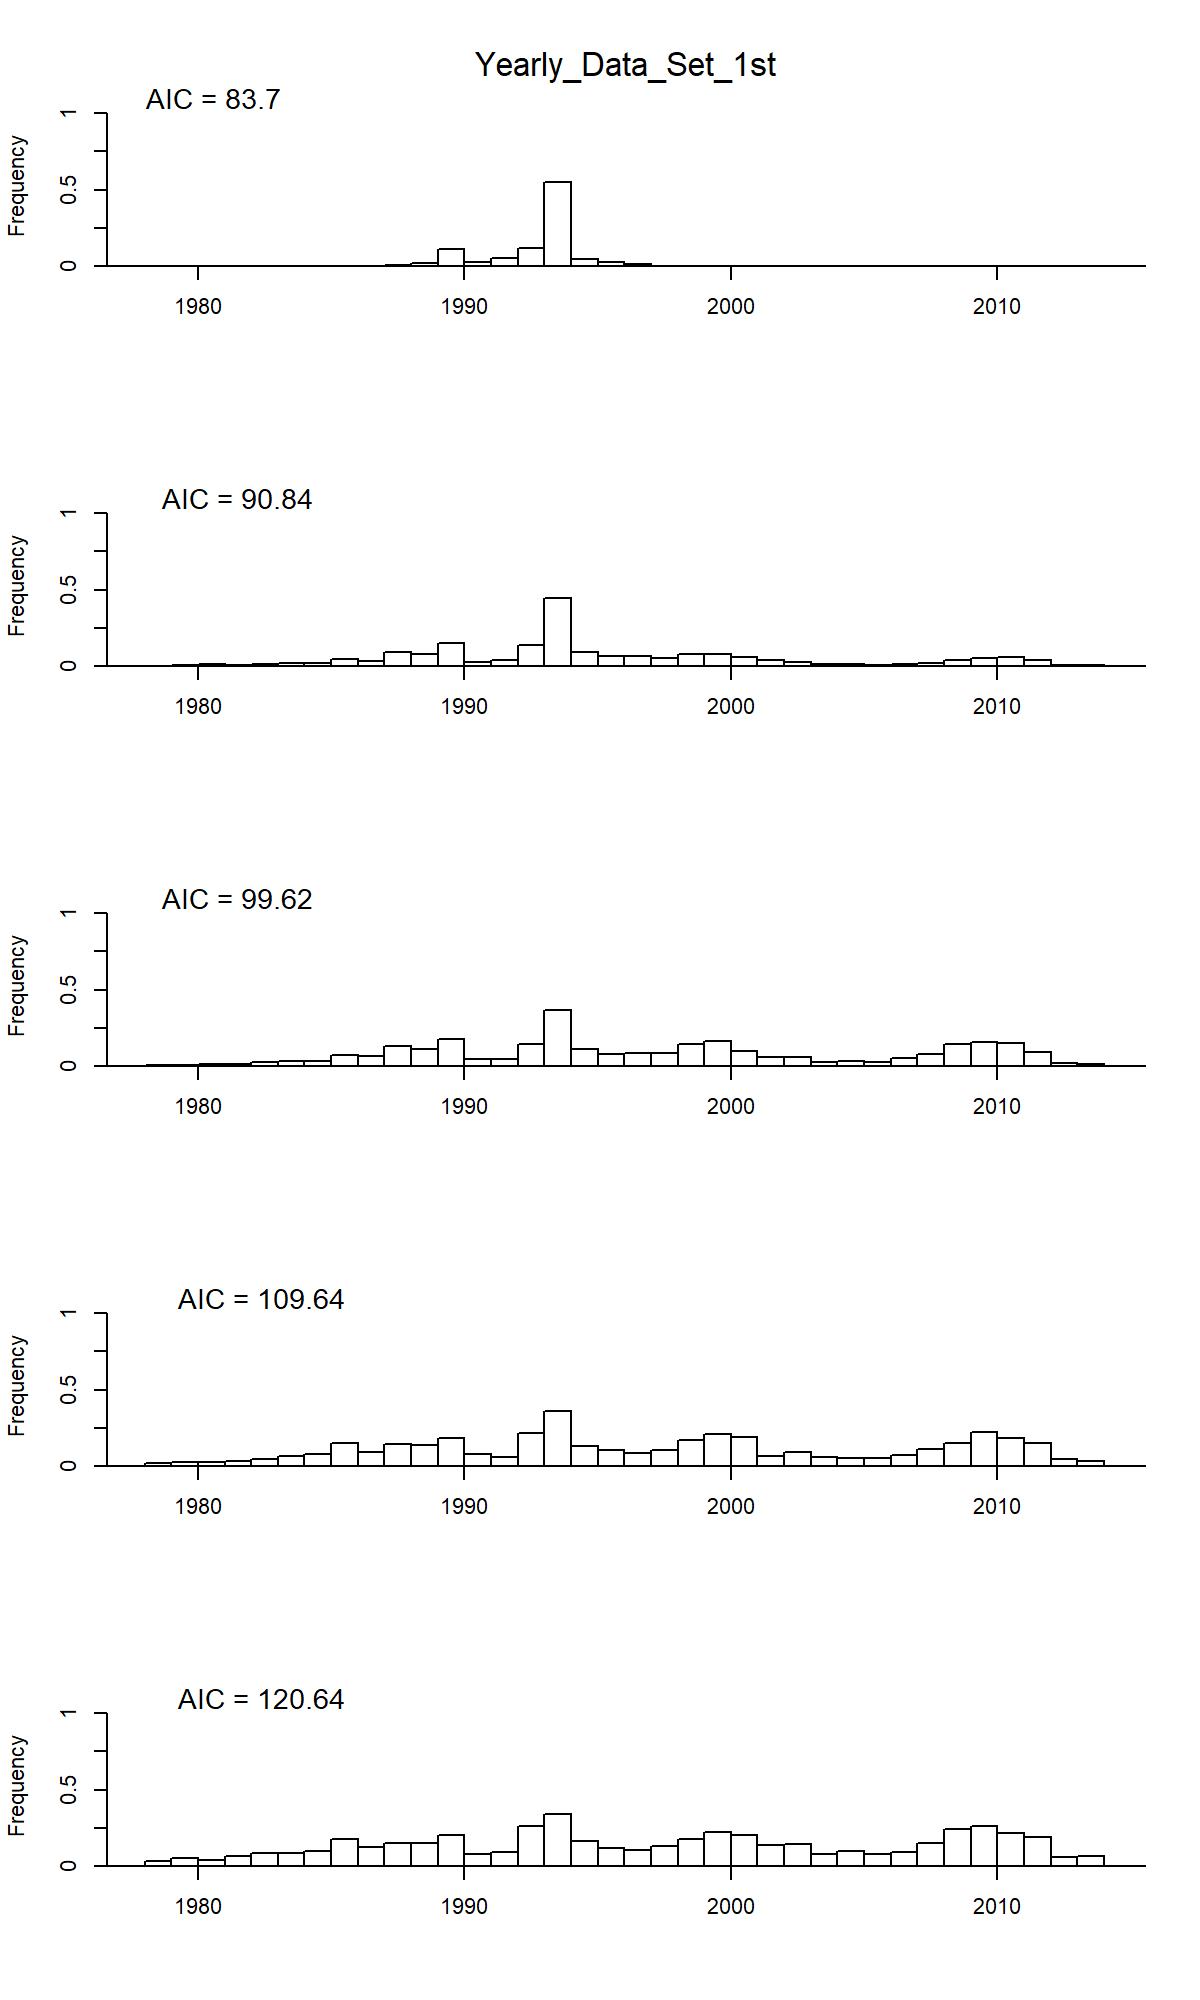 Yearly_Data_Set_1st
AIC = 83.7
Frequency
1
0.5
0
1980 1990 2000 2010
AIC = 90.84
Frequency
1
0.5
0
1980 1990 2000 2010
AIC = 99.62
Frequency
1
0.5
0
1980 1990 2000 2010
AIC = 109.64
Frequency
1
0.5
0
1980 1990 2000 2010
AIC = 120.64
Frequency
1
0.5
0
1980 1990 2000 2010